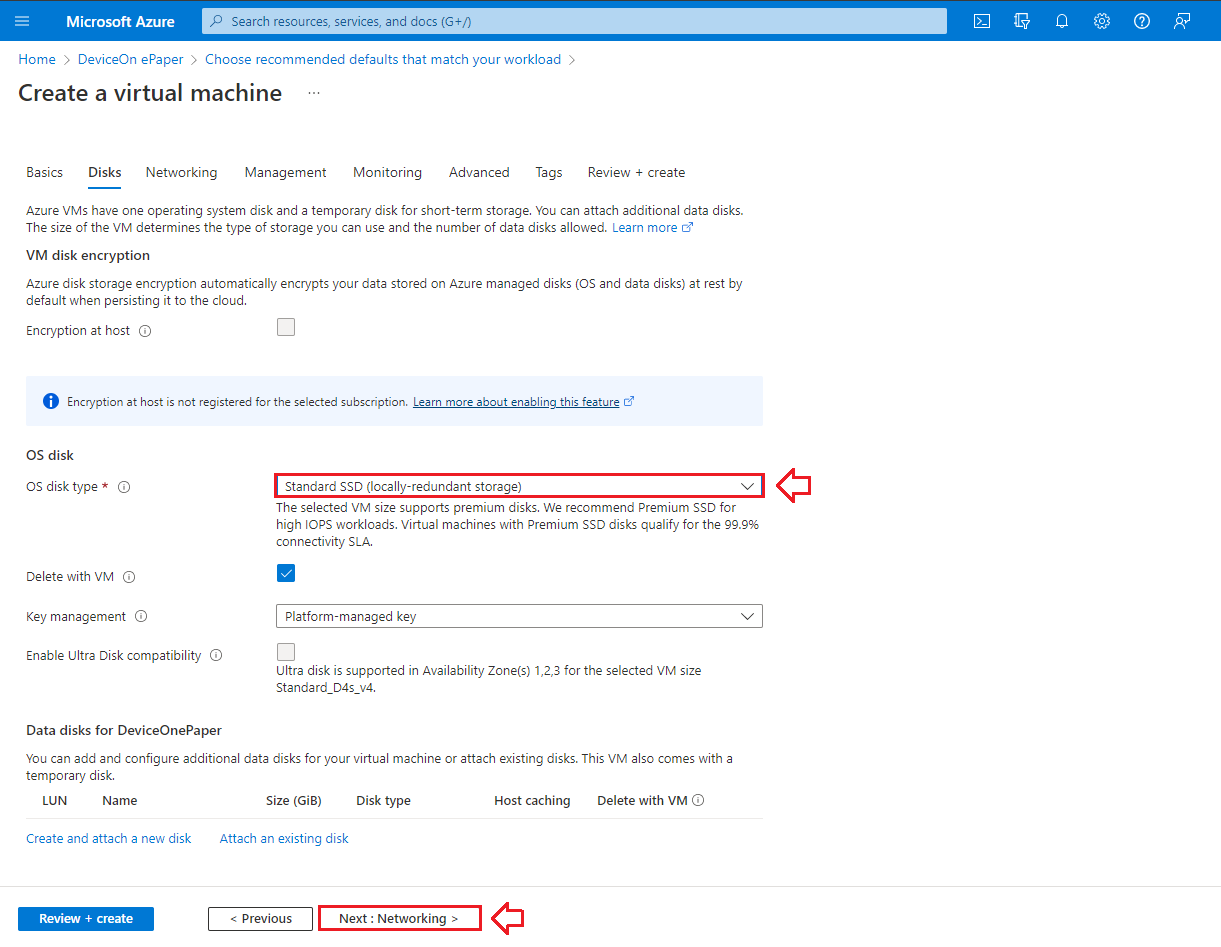 Microsoft Azure
Search resources, services, and docs (G+/)
Home > DeviceOn ePaper > Choose recommended defaults that match your workload >
Create a virtual machine ...
Basics Disks Networking Management Monitoring Advanced Tags Review + create
Azure VMs have one operating system disk and a temporary disk for short-term storage. You can attach additional data disks.
The size of the VM determines the type of storage you can use and the number of data disks allowed. Learn more
VM disk encryption
Azure disk storage encryption automatically encrypts your data stored on Azure managed disks (OS and data disks) at rest by
default when persisting it to the cloud.
Encryption at host
Encryption at host is not registered for the selected subscription. Learn more about enabling this feature
OS disk
OS disk type *
Standard SSD (locally-redundant storage)
The selected VM size supports premium disks. We recommend Premium SSD for
high IOPS workloads. Virtual machines with Premium SSD disks qualify for the 99.9%
connectivity SLA.
Delete with VM
Key management
Platform-managed key
Enable Ultra Disk compatibility
Ultra disk is supported in Availability Zone(s) 1,2,3 for the selected VM size
Standard_D4s_v4.
Data disks for DeviceOnePaper
You can add and configure additional data disks for your virtual machine or attach existing disks. This VM also comes with a
temporary disk.
LUN Name Size (GiB) Disk type Host caching Delete with VM
Create and attach a new disk Attach an existing disk
Review + create < Previous Next : Networking >